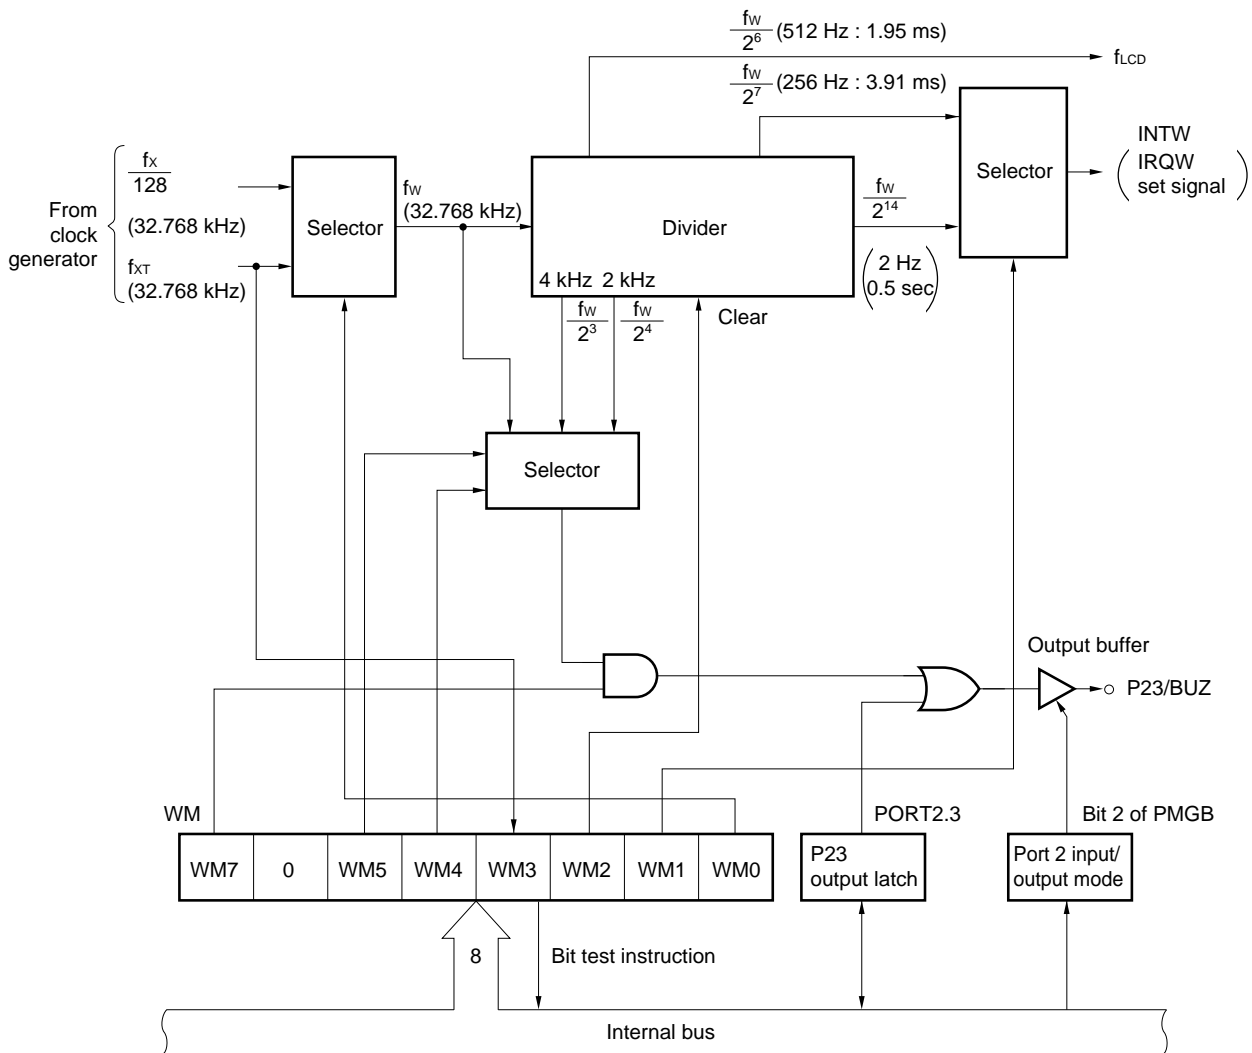 fW/2^6 (512 Hz : 1.95 ms)
fLCD
fW/2^7 (256 Hz : 3.91 ms)
From
clock
generator
fX/128
(32.768 kHz)
fXT
(32.768 kHz)
Selector
fW
(32.768 kHz)
Divider
4 kHz 2 kHz
fW/2^3
fW/2^4
Clear
fW/2^14
(2 Hz
0.5 sec)
Selector
INTW
(IRQW
set signal)
Selector
Output buffer
P23/BUZ
WM
WM7 0 WM5 WM4 WM3 WM2 WM1 WM0
PORT2.3
P23
output latch
Bit 2 of PMGB
Port 2 input/
output mode
8
Bit test instruction
Internal bus